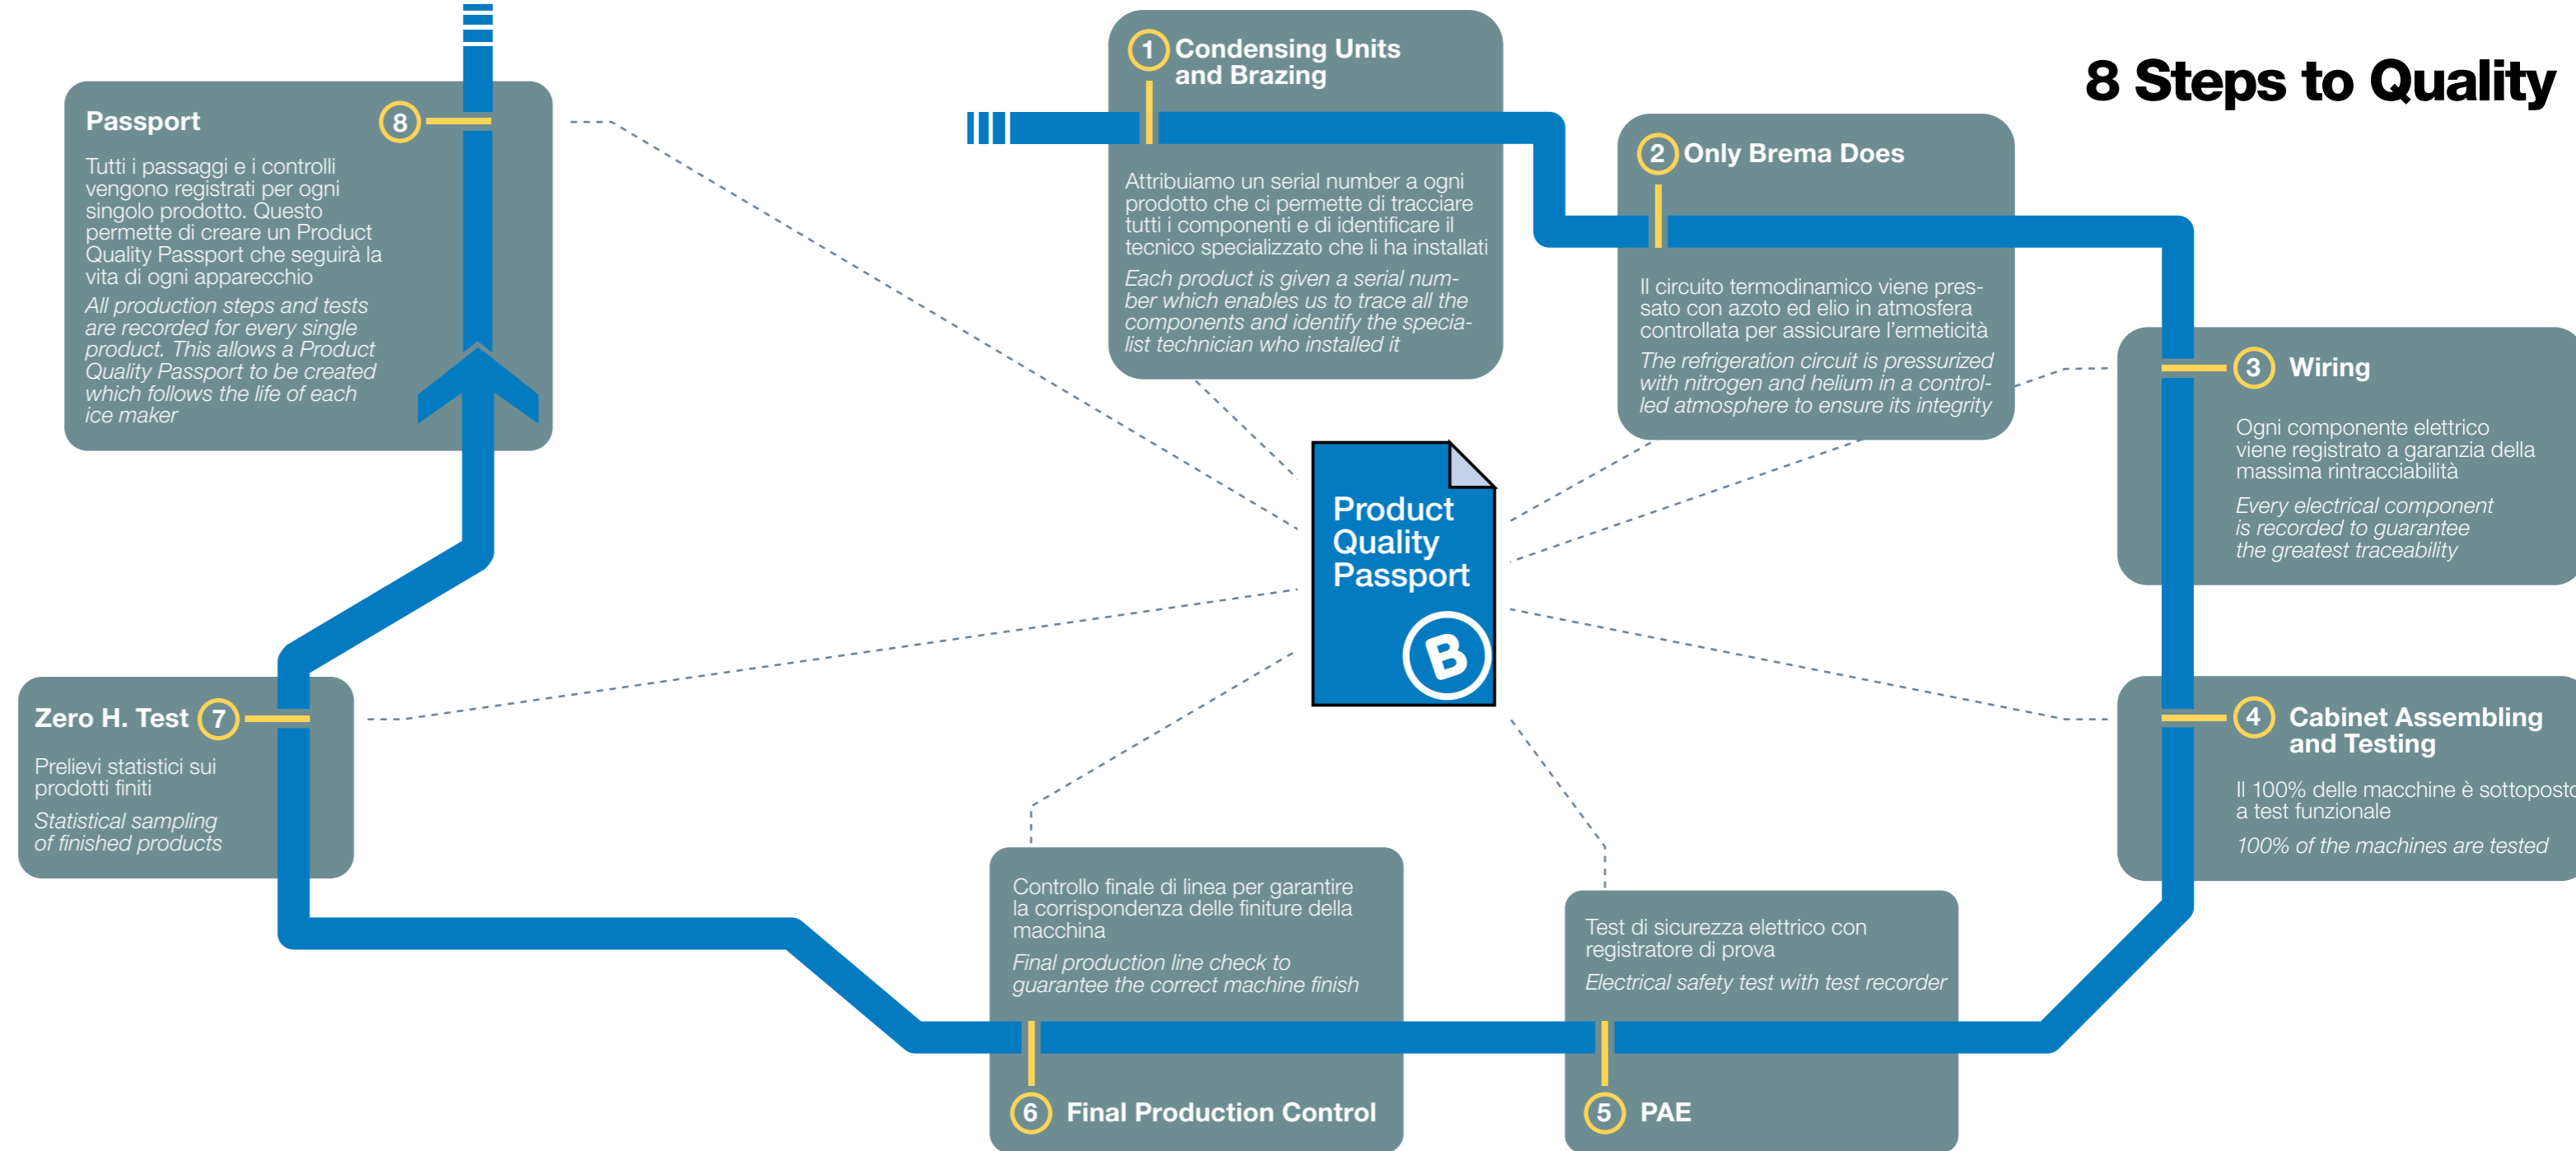 8 Steps to Quality
1 Condensing Units
and Brazing
Attribuiamo un serial number a ogni
prodotto che ci permette di tracciare
tutti i componenti e di identificare il
tecnico specializzato che li ha installati
Each product is given a serial num-
ber which enables us to trace all the
components and identify the specia-
list technician who installed it
2 Only Brema Does
Il circuito termodinamico viene pres-
sato con azoto ed elio in atmosfera
controllata per assicurare l'ermeticità
The refrigeration circuit is pressurized
with nitrogen and helium in a control-
led atmosphere to ensure its integrity
3 Wiring
Ogni componente elettrico
viene registrato a garanzia della
massima rintracciabilità
Every electrical component
is recorded to guarantee
the greatest traceability
4 Cabinet Assembling
and Testing
Il 100% delle macchine è sottoposto
a test funzionale
100% of the machines are tested
Test di sicurezza elettrico con
registratore di prova
Electrical safety test with test recorder
5 PAE
Controllo finale di linea per garantire
la corrispondenza delle finiture della
macchina
Final production line check to
guarantee the correct machine finish
6 Final Production Control
Zero H. Test 7
Prelievi statistici sui
prodotti finiti
Statistical sampling
of finished products
Passport 8
Tutti i passaggi e i controlli
vengono registrati per ogni
singolo prodotto. Questo
permette di creare un Product
Quality Passport che seguirà la
vita di ogni apparecchio
All production steps and tests
are recorded for every single
product. This allows a Product
Quality Passport to be created
which follows the life of each
ice maker
Product
Quality
Passport
B